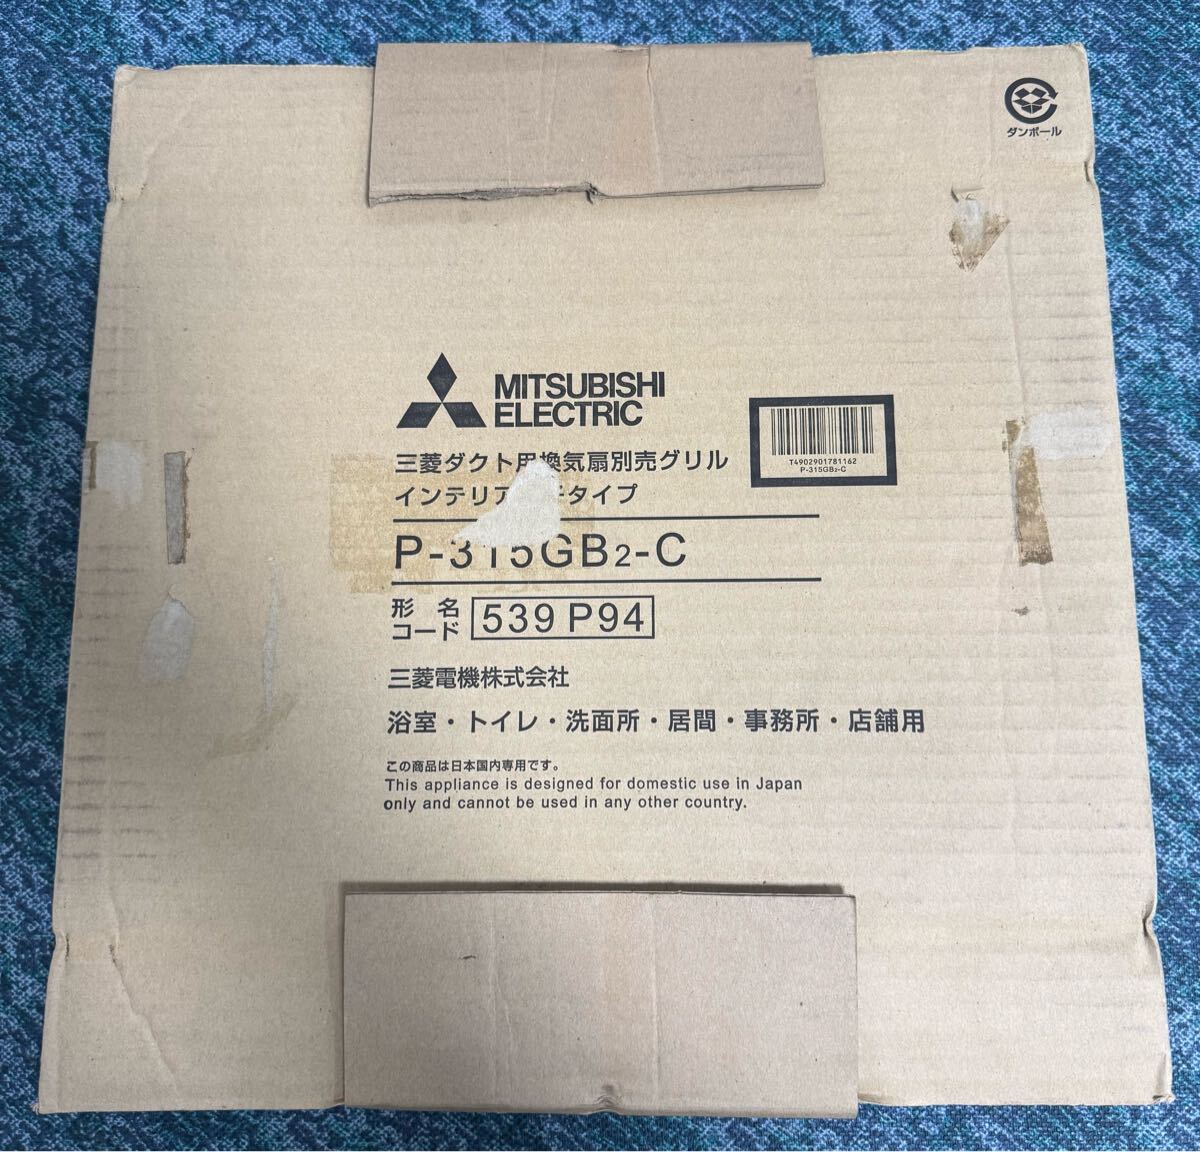 ダンボール
MITSUBISHI
ELECTRIC
三菱ダクト用換気扇別売グリル
インテリア タイプ
P-315GB2-C
T4902901781162
P-315GB2-C
形 名
コード
539 P94
三菱電機株式会社
浴室・トイレ・洗面所・居間・事務所・店舗用
この商品は日本国内専用です。
This appliance is designed for domestic use in Japan
only and cannot be used in any other country.